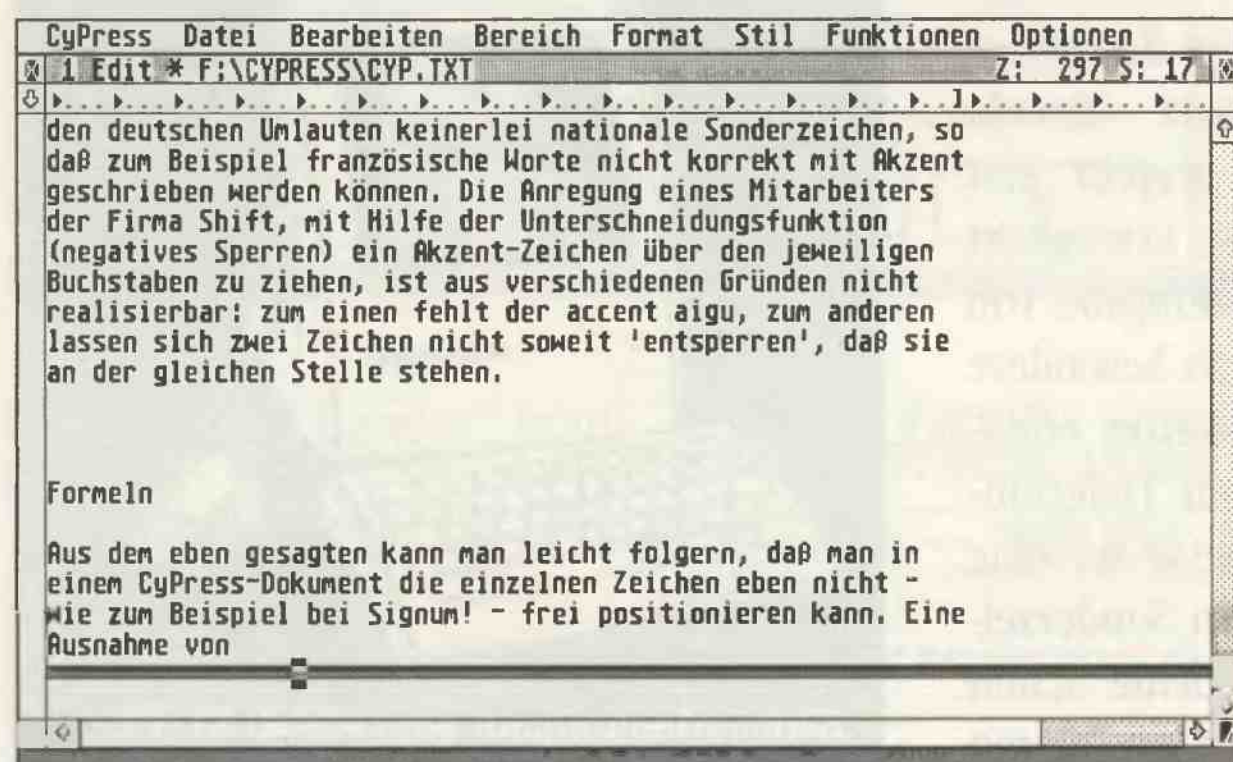 CyPress Datei Bearbeiten Bereich Format Stil Funktionen Optionen
1 Edit * F:\CYPRESS\CYP.TXT Z: 297 S: 17
den deutschen Umlauten keinerlei nationale Sonderzeichen, so
daß zum Beispiel französische Worte nicht korrekt mit Akzent
geschrieben werden können. Die Anregung eines Mitarbeiters
der Firma Shift, mit Hilfe der Unterschneidungsfunktion
(negatives Sperren) ein Akzent-Zeichen über den jeweiligen
Buchstaben zu ziehen, ist aus verschiedenen Gründen nicht
realisierbar: zum einen fehlt der accent aigu, zum anderen
lassen sich zwei Zeichen nicht soweit 'entsperren', daß sie
an der gleichen Stelle stehen.
Formeln
Aus dem eben gesagten kann man leicht folgern, daß man in
einem CyPress-Dokument die einzelnen Zeichen eben nicht -
wie zum Beispiel bei Signum! - frei positionieren kann. Eine
Ausnahme von